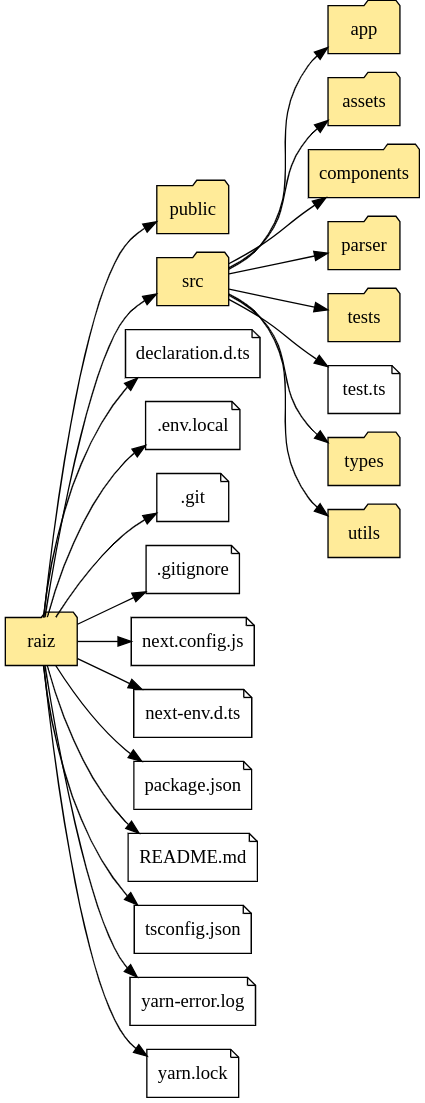 app
assets
components
public
parser
src
tests
declaration.d.ts
test.ts
.env.local
types
.git
utils
.gitignore
raiz
next.config.js
next-env.d.ts
package.json
README.md
tsconfig.json
yarn-error.log
yarn.lock